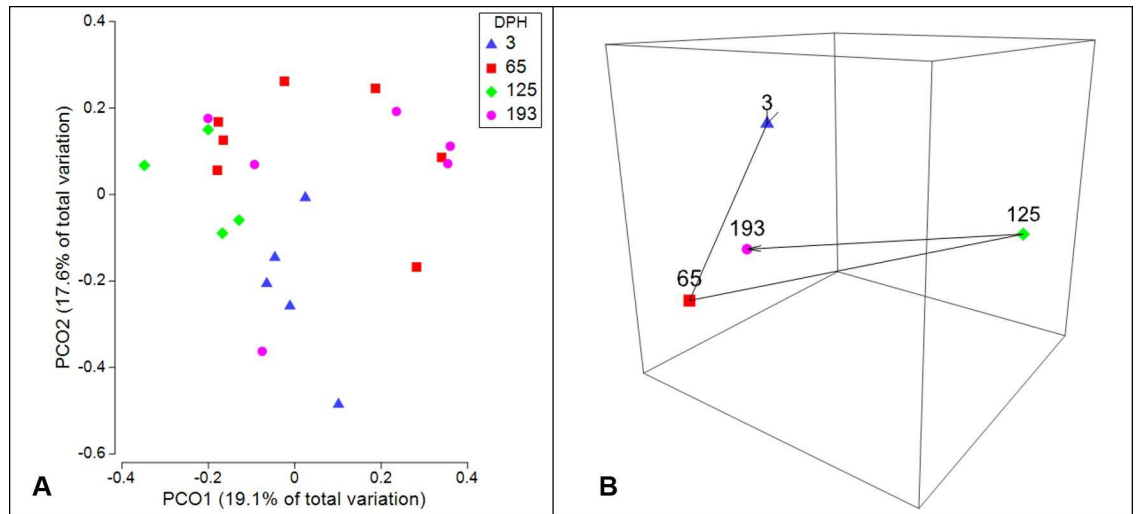 DPH
3
65
125
193
0.4
0.2
0
-0.2
-0.4
-0.6
PCO2 (17.6% of total variation)
-0.4 -0.2 0 0.2 0.4
PCO1 (19.1% of total variation)
A
3
125
193
65
B